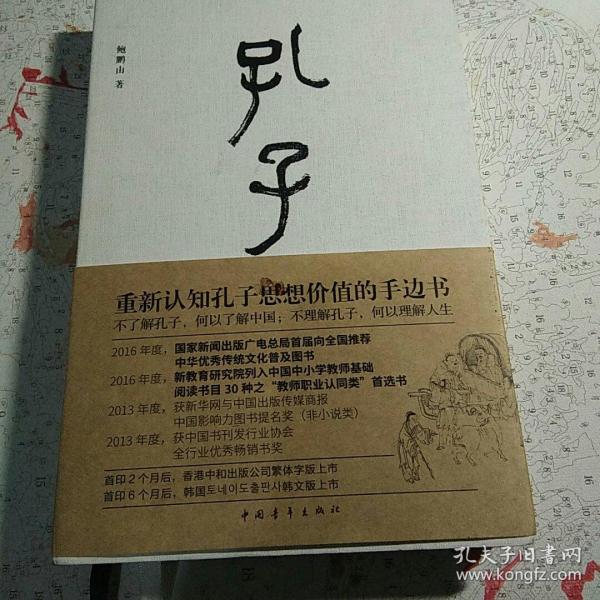 鲍鹏山 著
孔子
重新认知孔子思想价值的手边书
不了解孔子，何以了解中国；不理解孔子，何以理解人生
2016 年度，国家新闻出版广电总局首届向全国推荐
中华优秀传统文化普及图书
2016 年度，新教育研究院列入中国中小学教师基础
阅读书目 30 种之“教师职业认同类”首选书
2013 年度，获新华网与中国出版传媒商报
中国影响力图书提名奖（非小说类）
2013 年度，获中国书刊发行业协会
全行业优秀畅销书奖
首印 2 个月后，香港中和出版公司繁体字版上市
首印 6 个月后，韩国토네이도출판사韩文版上市
中国青年出版社
孔夫子旧书网
www.kongfz.com